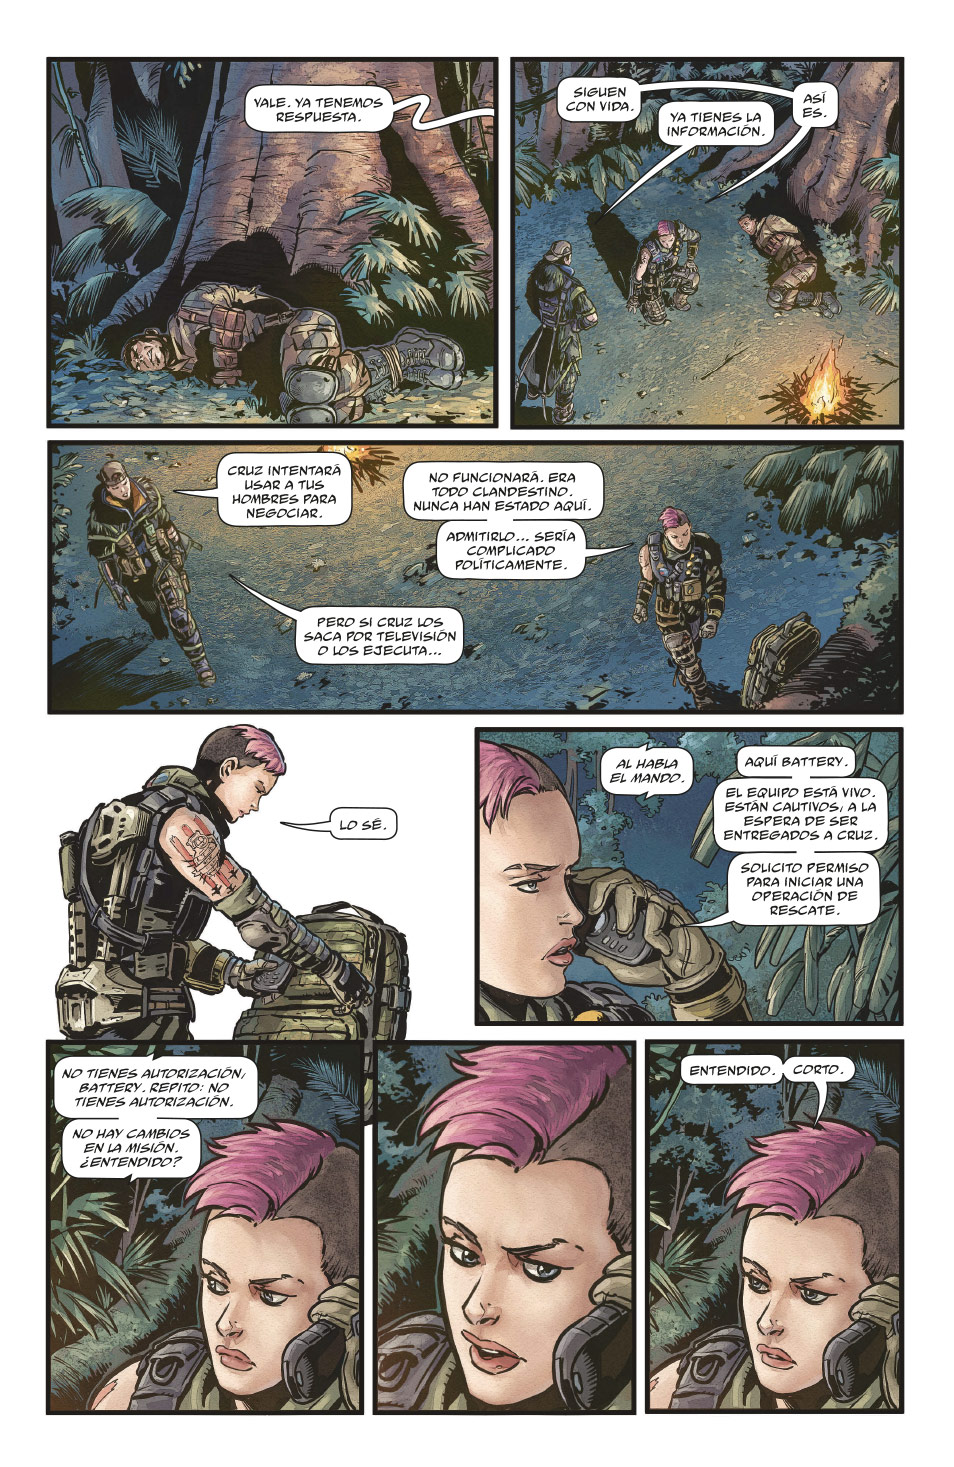 VALE. YA TENEMOS
RESPUESTA.
SIGUEN
CON VIDA.
YA TIENES LA
INFORMACIÓN.
ASÍ
ES.
CRUZ INTENTARÁ
USAR A TUS
HOMBRES PARA
NEGOCIAR.
NO FUNCIONARÁ. ERA
TODO CLANDESTINO.
NUNCA HAN ESTADO AQUÍ.
ADMITIRLO... SERÍA
COMPLICADO
POLÍTICAMENTE.
PERO SI CRUZ LOS
SACA POR TELEVISIÓN
O LOS EJECUTA...
LO SÉ.
AL HABLA
EL MANDO.
AQUÍ BATTERY.
EL EQUIPO ESTÁ VIVO.
ESTÁN CAUTIVOS, A LA
ESPERA DE SER
ENTREGADOS A CRUZ.
SOLICITO PERMISO
PARA INICIAR UNA
OPERACIÓN DE
RESCATE.
NO TIENES AUTORIZACIÓN,
BATTERY. REPITO: NO
TIENES AUTORIZACIÓN.
NO HAY CAMBIOS
EN LA MISIÓN.
¿ENTENDIDO?
ENTENDIDO.
CORTO.